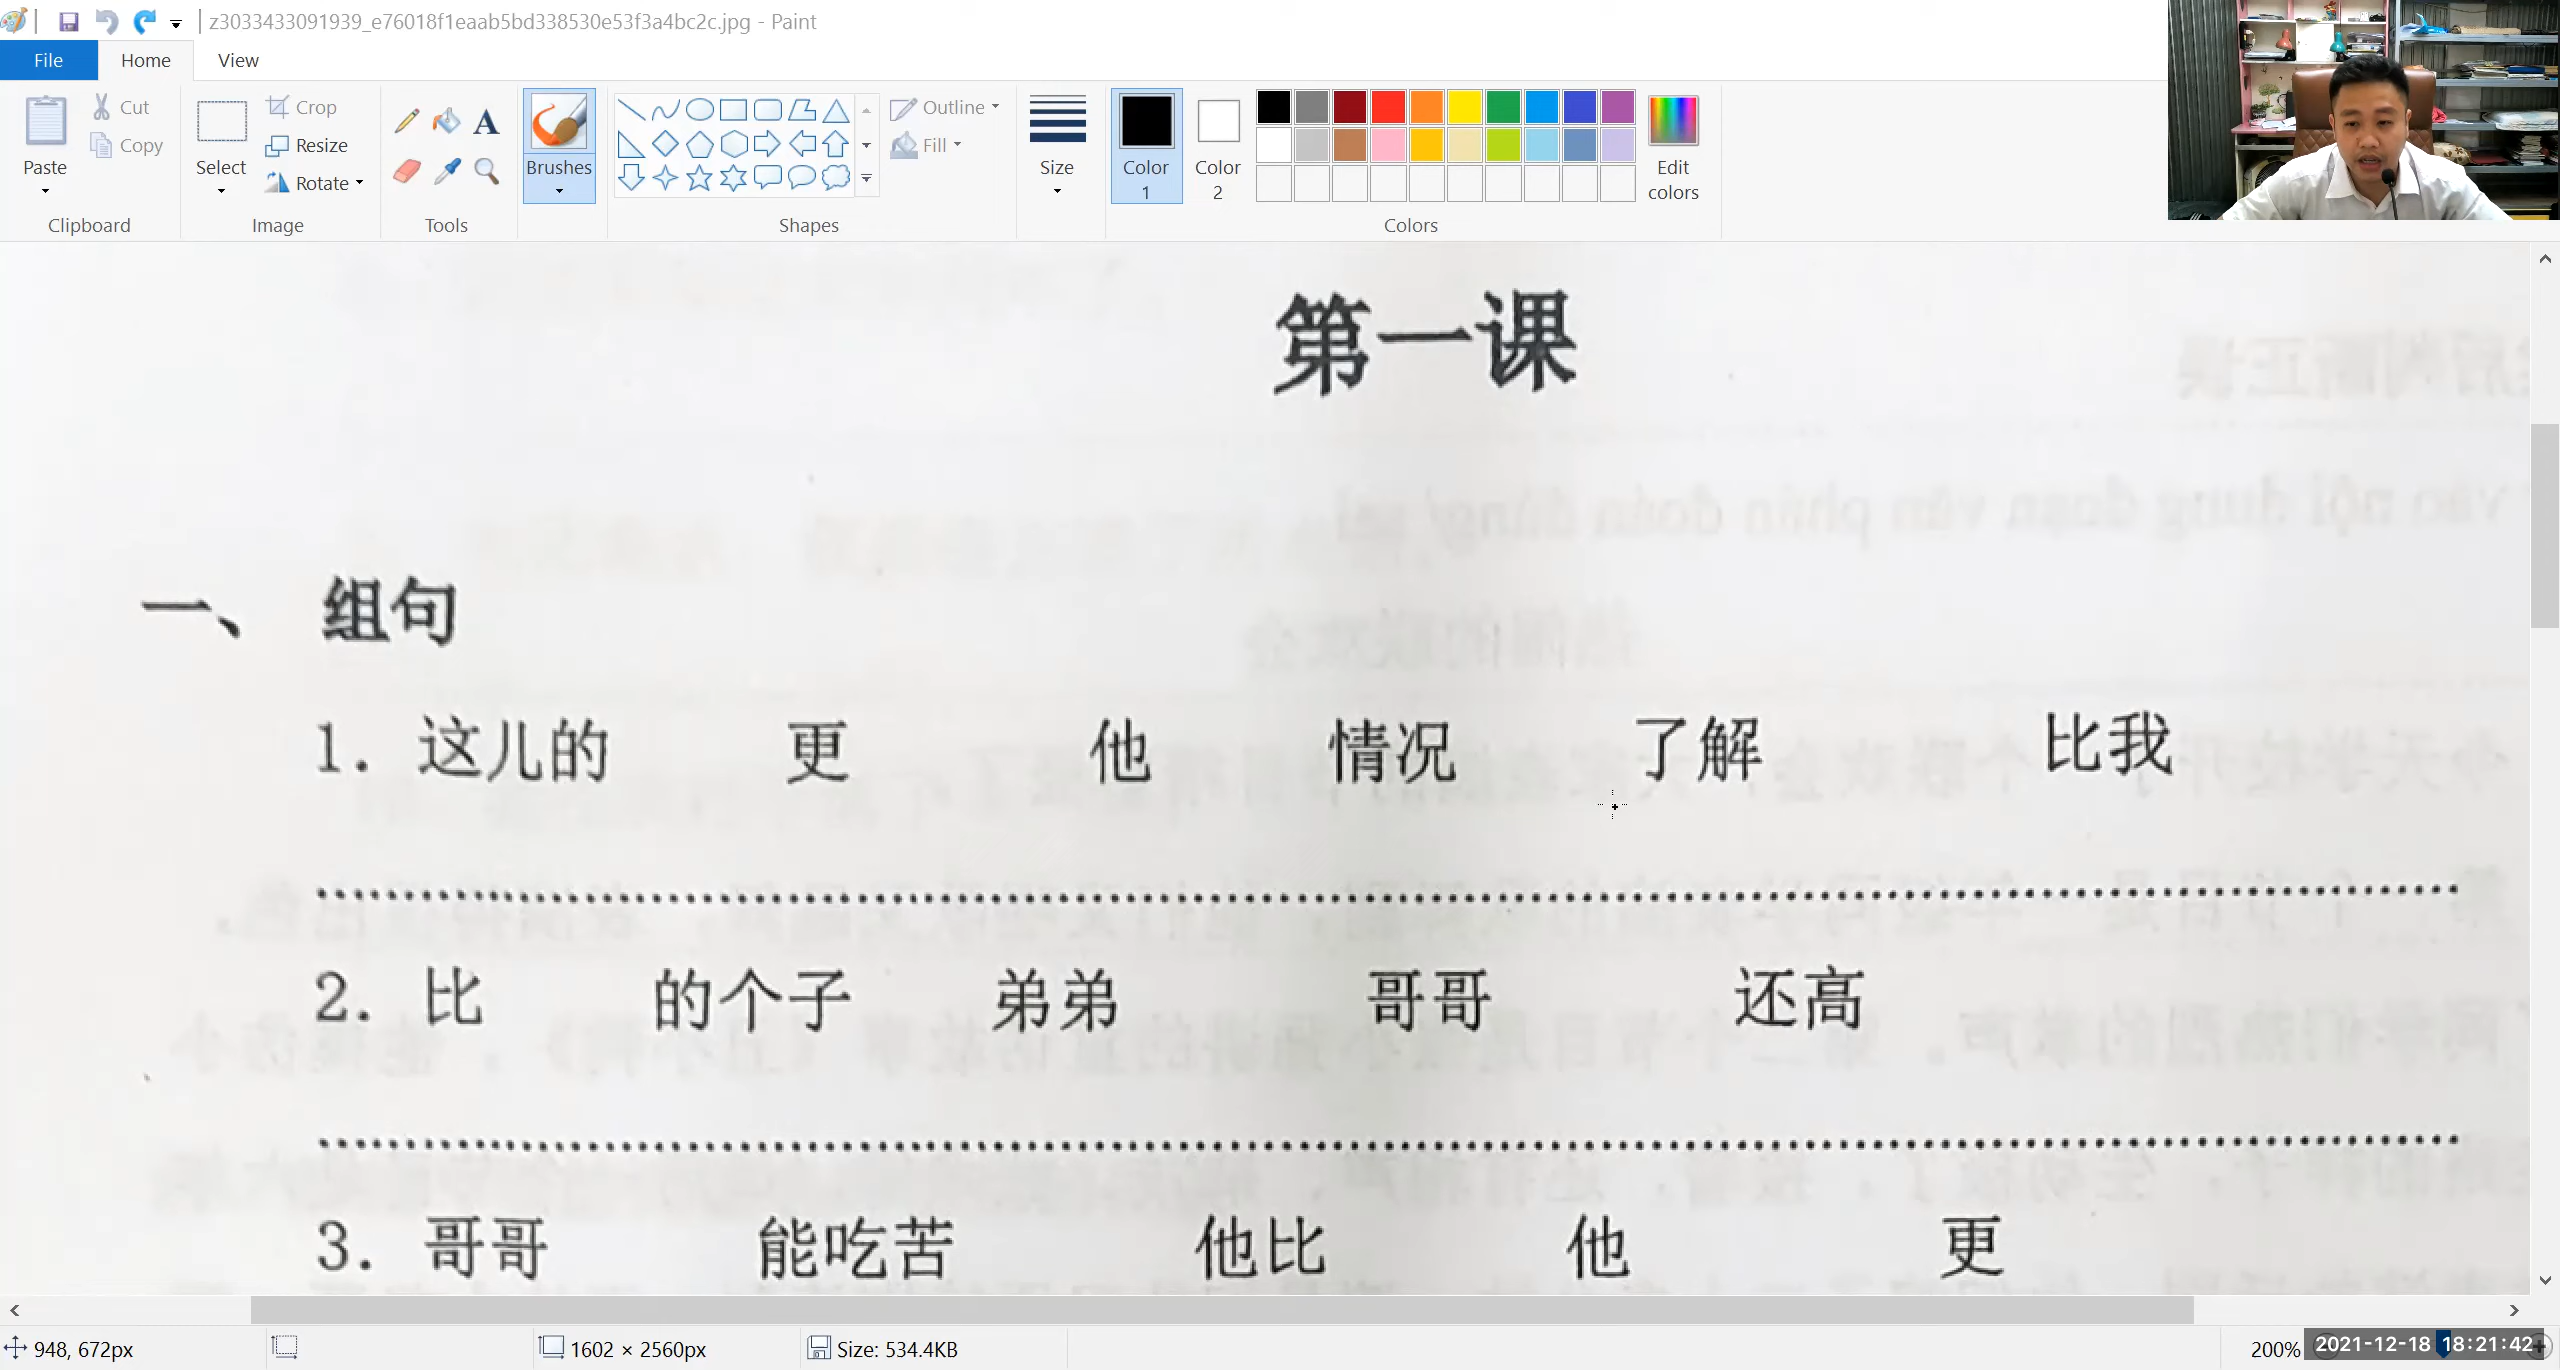 z3033433091939_e76018f1eaab5bd338530e53f3a4bc2c.jpg - Paint
File Home View
Paste Cut Copy Clipboard
Select Crop Resize Rotate Image
Tools
Brushes
Outline Fill Shapes
Size
Color 1 Color 2 Edit colors Colors
第一课
一、 组句
1. 这儿的 更 他 情况 了解 比我
2. 比 的个子 弟弟 哥哥 还高
3. 哥哥 能吃苦 他比 他 更
948, 672px 1602 × 2560px Size: 534.4KB 200% 2021-12-18 18:21:42